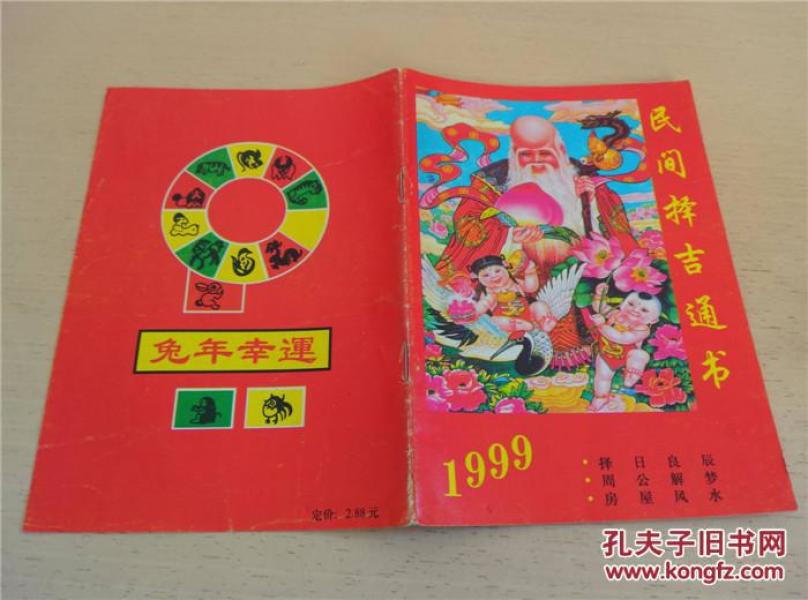 民间择吉通书
1999
·择日良辰
·周公解梦
·房屋风水
兔年幸運
定价：2.88元
孔夫子旧书网
www.kongfz.com